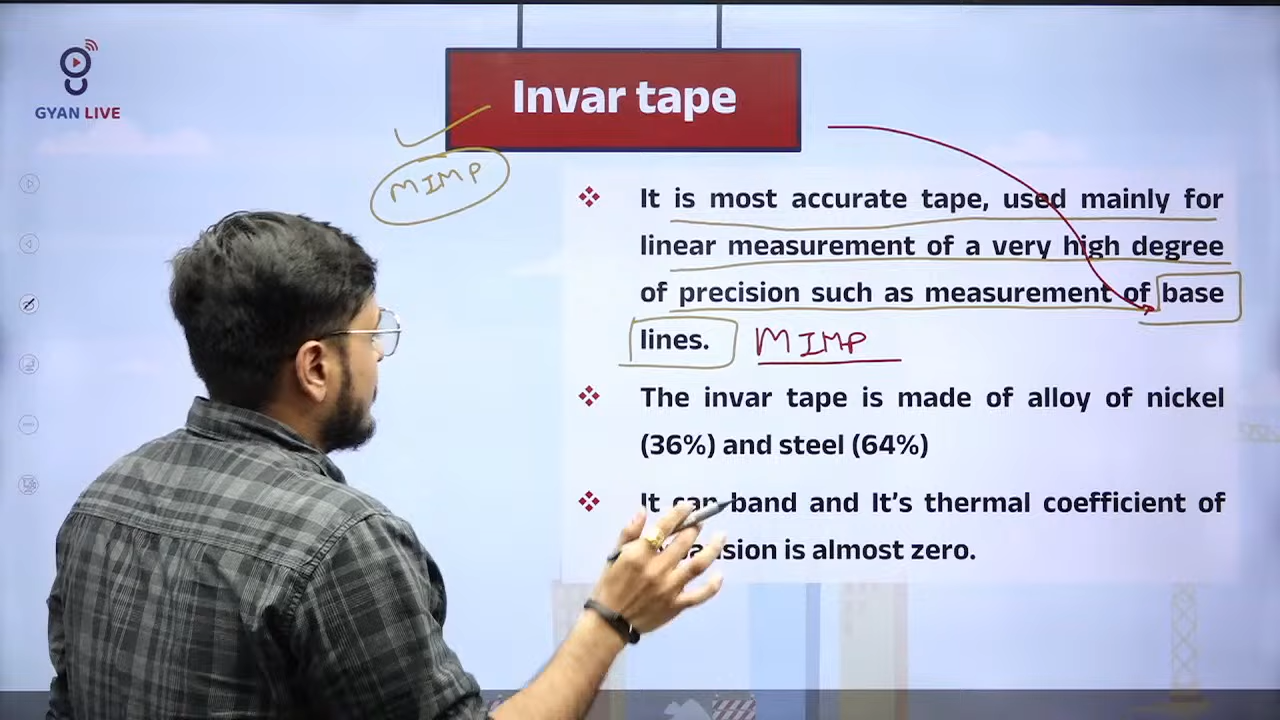 GYAN LIVE
Invar tape
MIMP
It is most accurate tape, used mainly for
linear measurement of a very high degree
of precision such as measurement of base
lines. MIMP
The invar tape is made of alloy of nickel
(36%) and steel (64%)
It can band and It's thermal coefficient of
is almost zero.